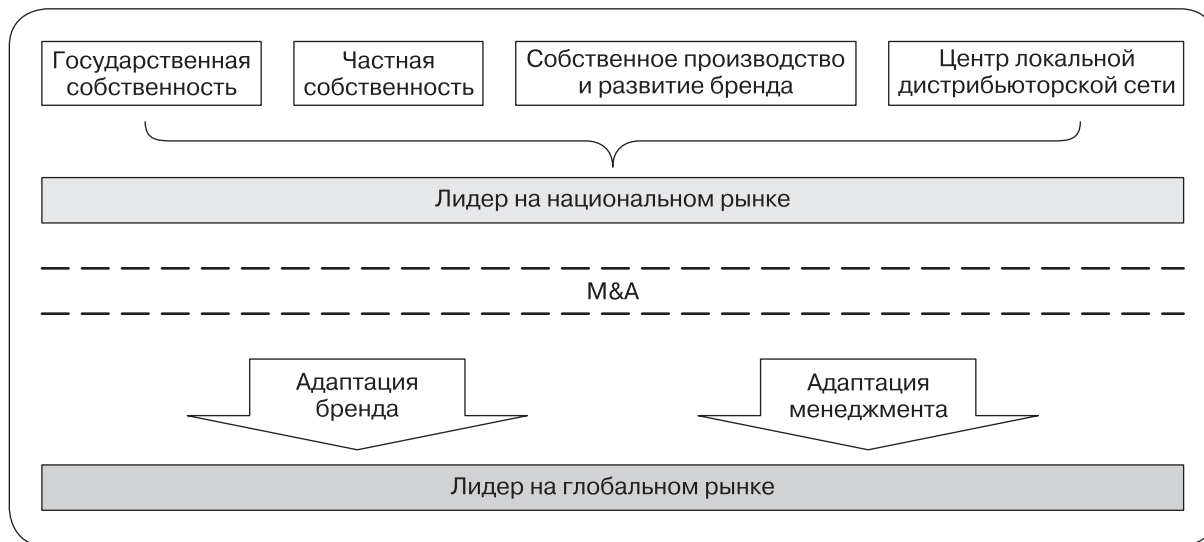 Государственная
собственность
Частная
собственность
Собственное производство
и развитие бренда
Центр локальной
дистрибьюторской сети
Лидер на национальном рынке
M&A
Адаптация
бренда
Адаптация
менеджмента
Лидер на глобальном рынке